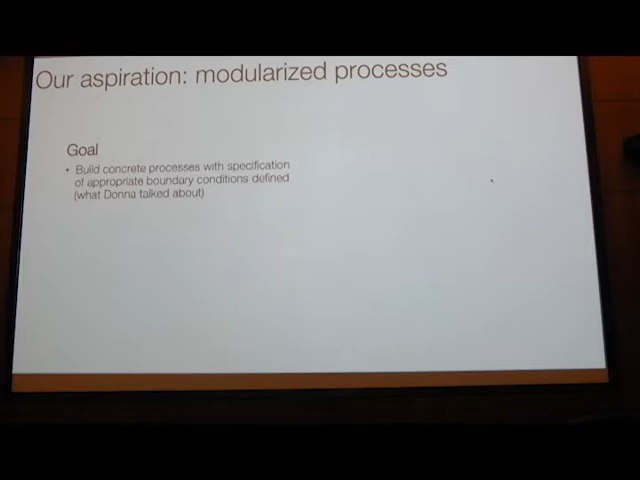 Our aspiration: modularized processes
Goal
• Build concrete processes with specification
of appropriate boundary conditions defined
(what Donna talked about)